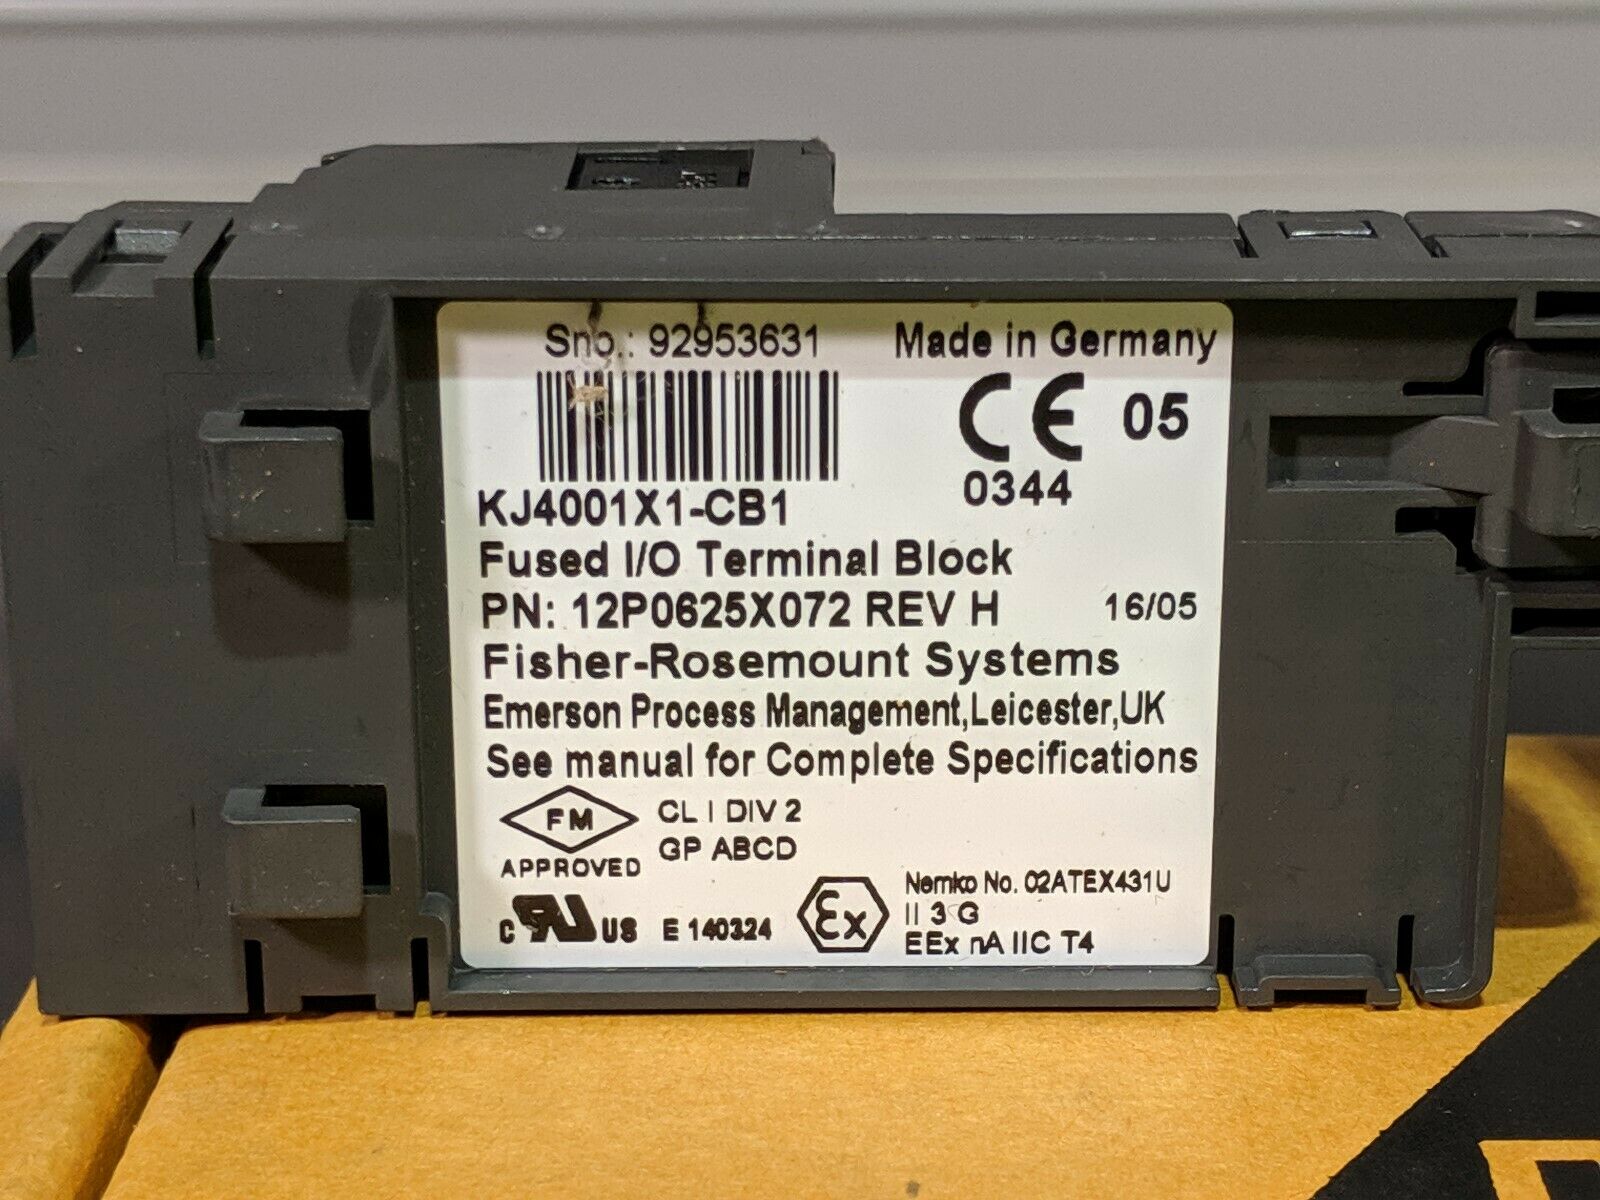 Sno.: 92953631 Made in Germany
CE 05
0344
KJ4001X1-CB1
Fused I/O Terminal Block
PN: 12P0625X072 REV H 16/05
Fisher-Rosemount Systems
Emerson Process Management,Leicester,UK
See manual for Complete Specifications
FM CL I DIV 2
APPROVED GP ABCD
Nemko No. 02ATEX431U
c UL US E 140324 Ex II 3 G
EEx nA IIC T4